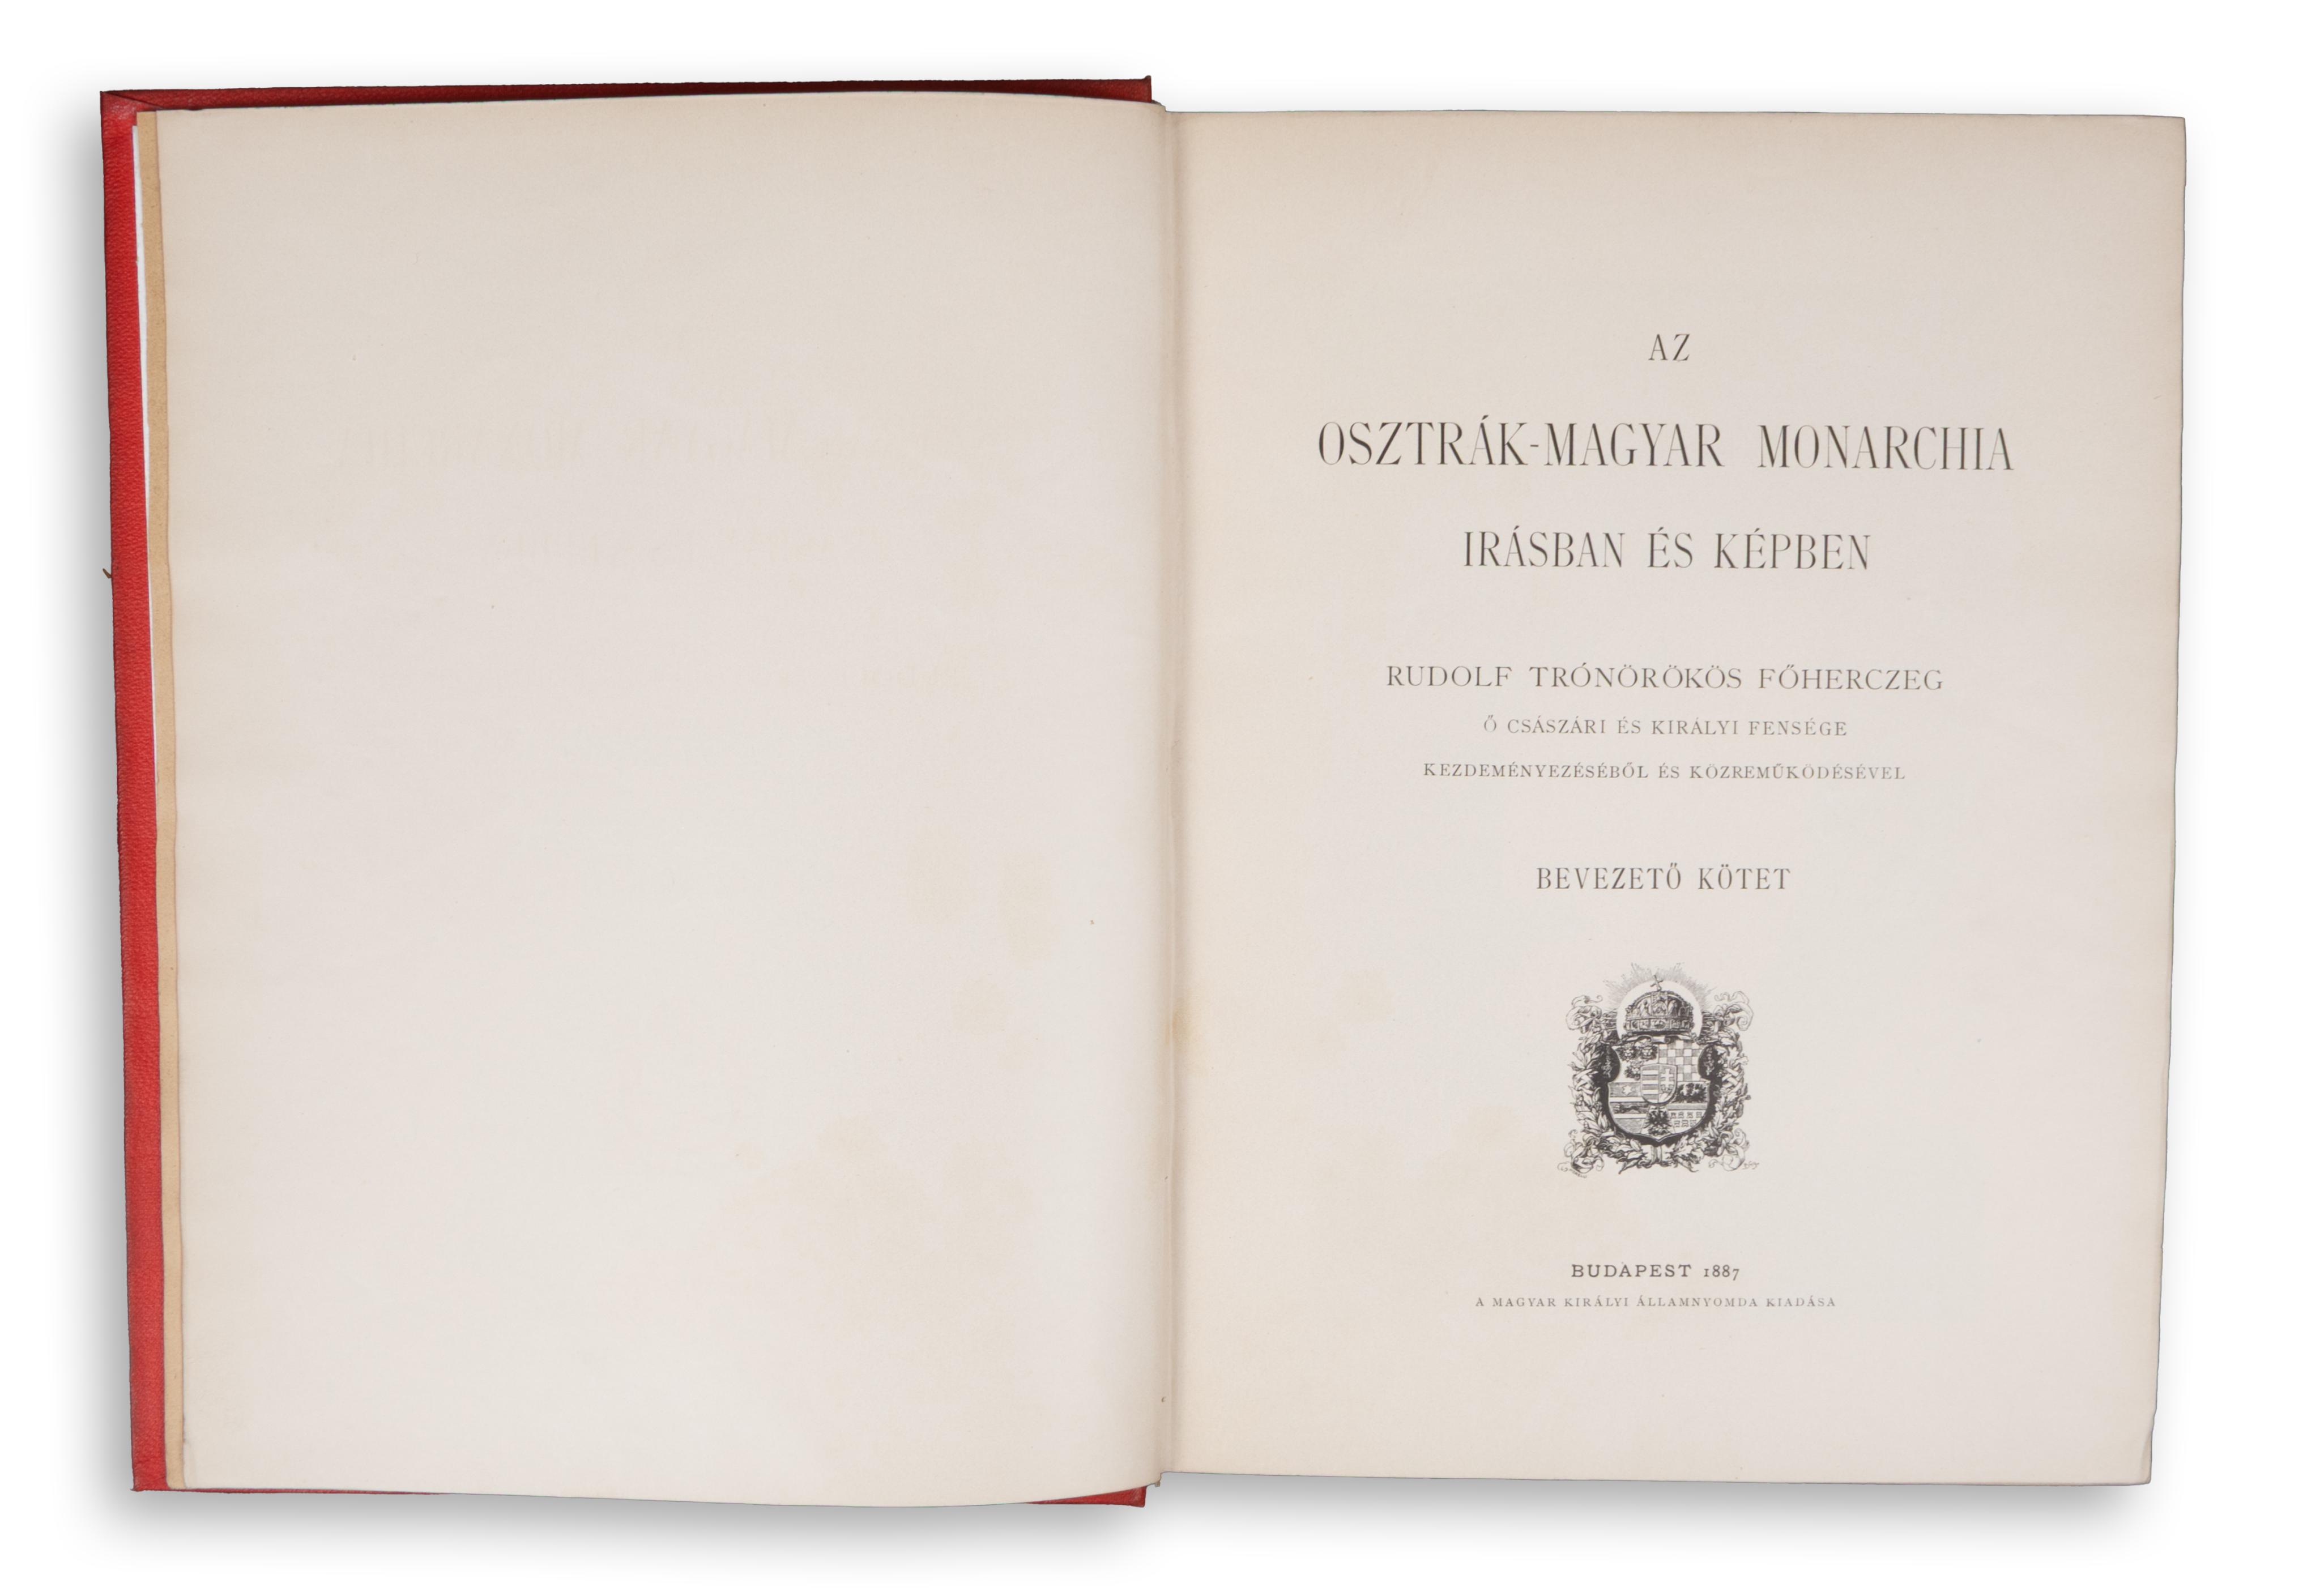 AZ
OSZTRÁK-MAGYAR MONARCHIA
IRÁSBAN ÉS KÉPBEN
RUDOLF TRÓNÖRÖKÖS FŐHERCZEG
Ő CSÁSZÁRI ÉS KIRÁLYI FENSÉGE
KEZDEMÉNYEZÉSÉBŐL ÉS KÖZREMŰKÖDÉSÉVEL
BEVEZETŐ KÖTET
BUDAPEST 1887
A MAGYAR KIRÁLYI ÁLLAMNYOMDA KIADÁSA